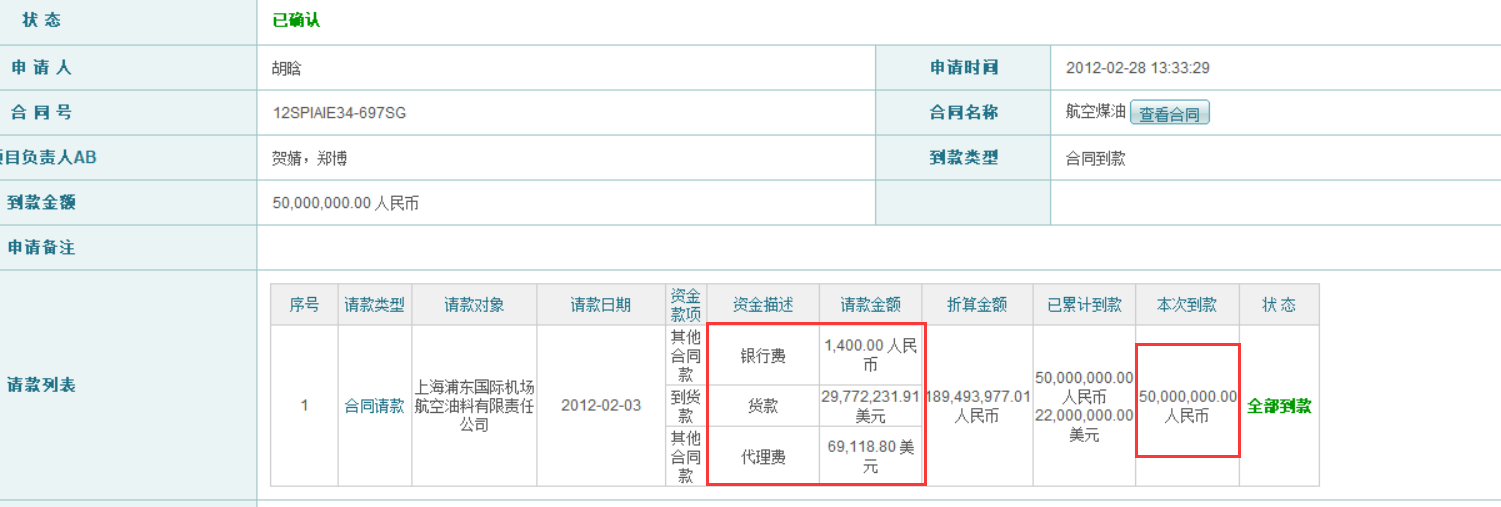 状 态 已确认
申 请 人 胡晗 申请时间 2012-02-28 13:33:29
合 同 号 12SPIAIE34-697SG 合同名称 航空煤油 查看合同
目负责人AB 贺婧，郑博 到款类型 合同到款
到款金额 50,000,000.00 人民币
申请备注
请款列表
序号 请款类型 请款对象 请款日期 资金款项 资金描述 请款金额 折算金额 已累计到款 本次到款 状 态
1
合同请款
上海浦东国际机场
航空油料有限责任
公司
2012-02-03
其他
合同
款
银行费
1,400.00 人民
币
到货
款
货款
29,772,231.91
美元
其他
合同
款
代理费
69,118.80 美
元
189,493,977.01
人民币
50,000,000.00
人民币
22,000,000.00
美元
50,000,000.00
人民币
全部到款